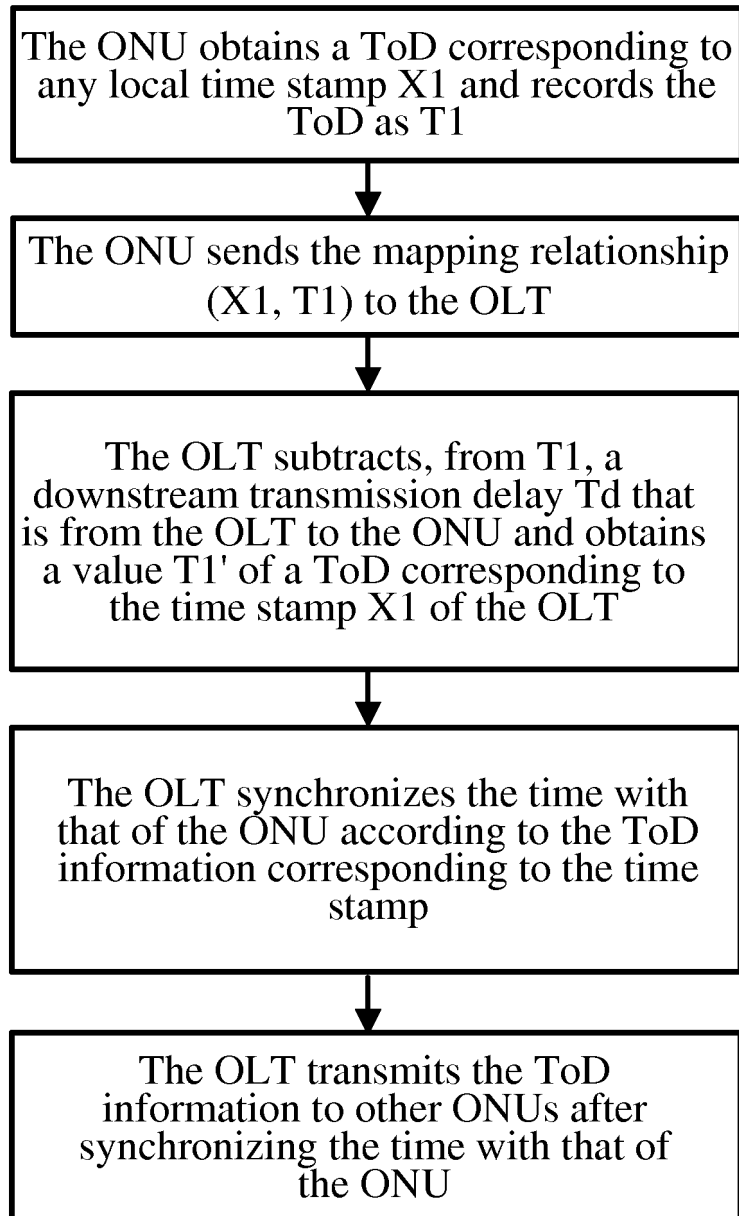 The ONU obtains a ToD corresponding to
any local time stamp X1 and records the
ToD as T1
The ONU sends the mapping relationship
(X1, T1) to the OLT
The OLT subtracts, from T1, a
downstream transmission delay Td that
is from the OLT to the ONU and obtains
a value T1' of a ToD corresponding to
the time stamp X1 of the OLT
The OLT synchronizes the time with
that of the ONU according to the ToD
information corresponding to the time
stamp
The OLT transmits the ToD
information to other ONUs after
synchronizing the time with that of
the ONU